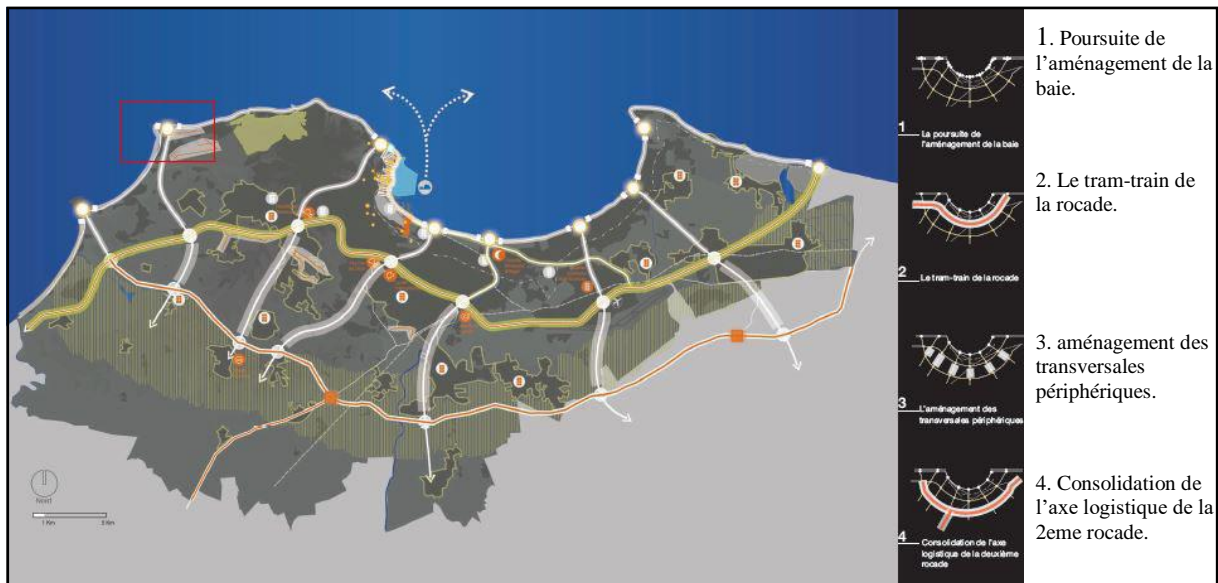 Nord
1 Km 5 Km
1
La poursuite de
l'aménagement de la baie
2
Le tram-train de la rocade
3
L'aménagement des
transversales périphériques
4
Consolidation de l'axe
logistique de la deuxième
rocade
1. Poursuite de
l'aménagement de la
baie.
2. Le tram-train de
la rocade.
3. aménagement des
transversales
périphériques.
4. Consolidation de
l'axe logistique de la
2eme rocade.